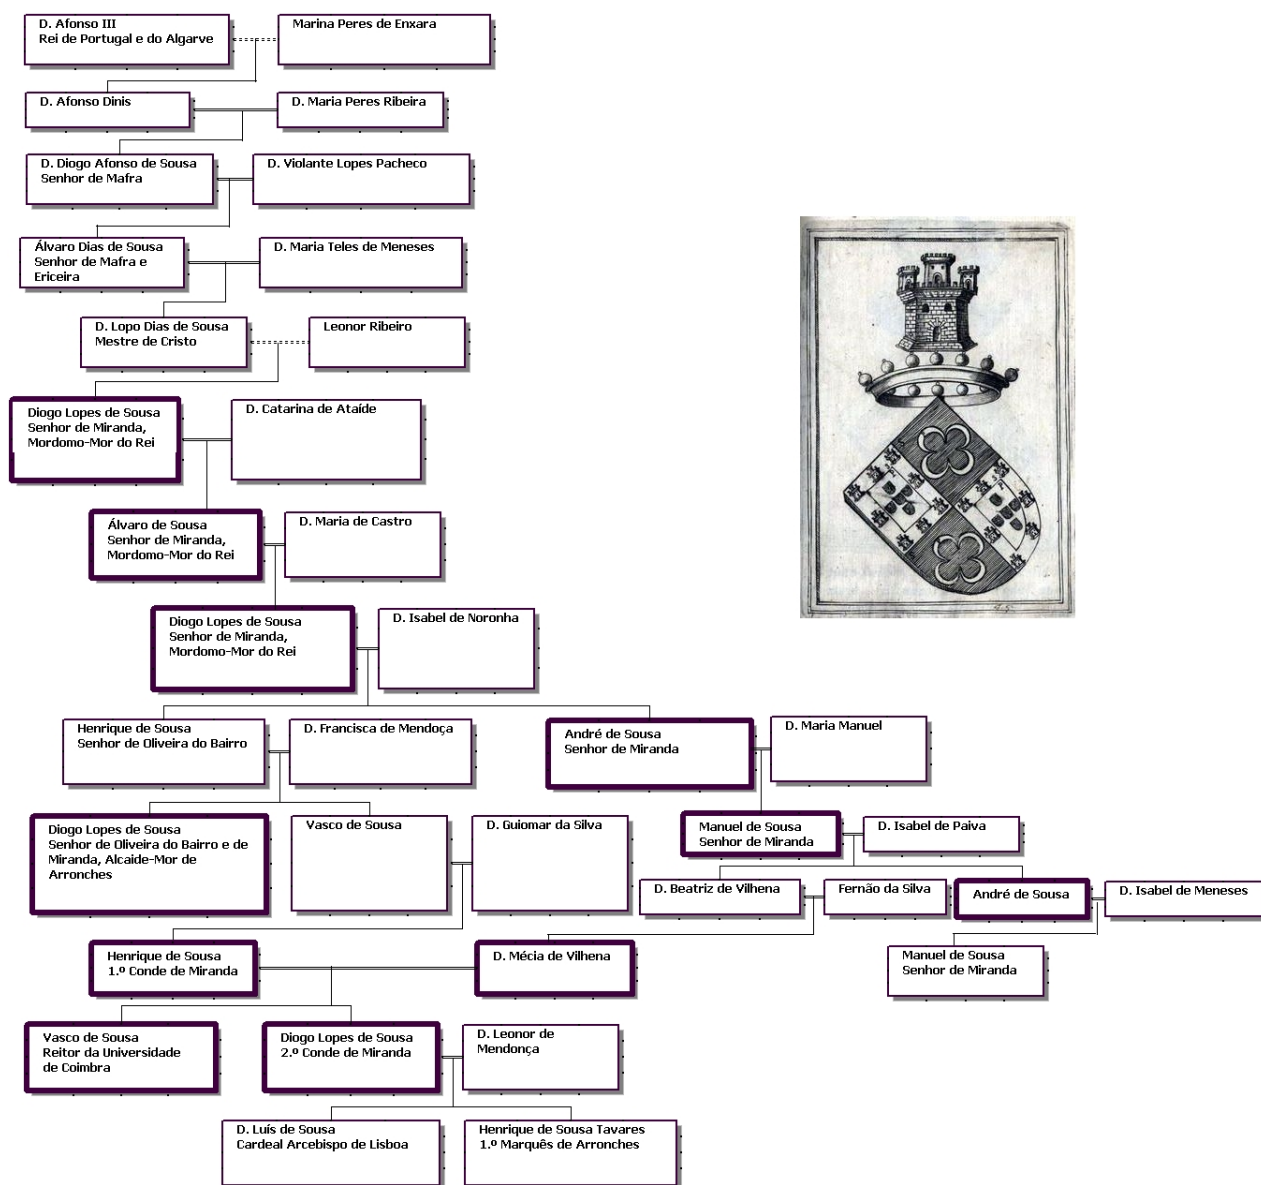 D. Afonso III
Rei de Portugal e do Algarve
Marina Peres de Enxara
D. Afonso Dinis
D. Maria Peres Ribeira
D. Diogo Afonso de Sousa
Senhor de Mafra
D. Violante Lopes Pacheco
Álvaro Dias de Sousa
Senhor de Mafra e
Ericeira
D. Maria Teles de Meneses
D. Lopo Dias de Sousa
Mestre de Cristo
Leonor Ribeiro
Diogo Lopes de Sousa
Senhor de Miranda,
Mordomo-Mor do Rei
D. Catarina de Ataíde
Álvaro de Sousa
Senhor de Miranda,
Mordomo-Mor do Rei
D. Maria de Castro
Diogo Lopes de Sousa
Senhor de Miranda,
Mordomo-Mor do Rei
D. Isabel de Noronha
Henrique de Sousa
Senhor de Oliveira do Bairro
D. Francisca de Mendoça
André de Sousa
Senhor de Miranda
D. Maria Manuel
Diogo Lopes de Sousa
Senhor de Oliveira do Bairro e de
Miranda, Alcaide-Mor de
Arronches
Vasco de Sousa
D. Guiomar da Silva
Manuel de Sousa
Senhor de Miranda
D. Isabel de Paiva
D. Beatriz de Vilhena
Fernão da Silva
André de Sousa
D. Isabel de Meneses
Henrique de Sousa
1.º Conde de Miranda
D. Mécia de Vilhena
Manuel de Sousa
Senhor de Miranda
Vasco de Sousa
Reitor da Universidade
de Coimbra
Diogo Lopes de Sousa
2.º Conde de Miranda
D. Leonor de
Mendonça
D. Luís de Sousa
Cardeal Arcebispo de Lisboa
Henrique de Sousa Tavares
1.º Marquês de Arronches